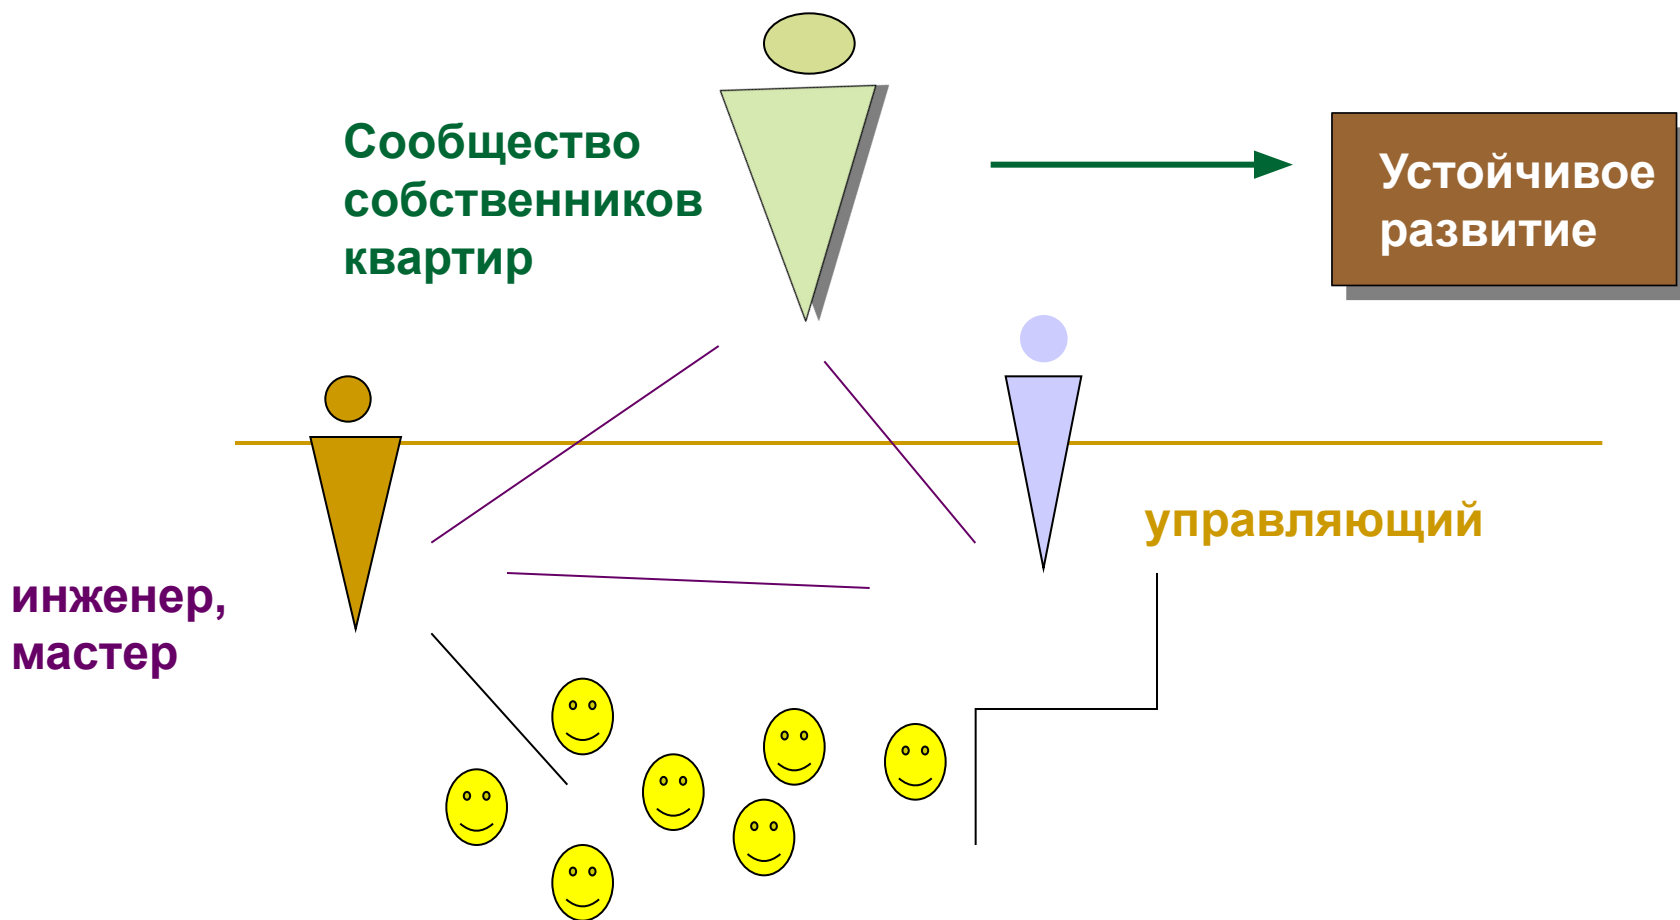 Сообщество
собственников
квартир
Устойчивое
развитие
управляющий
инженер,
мастер